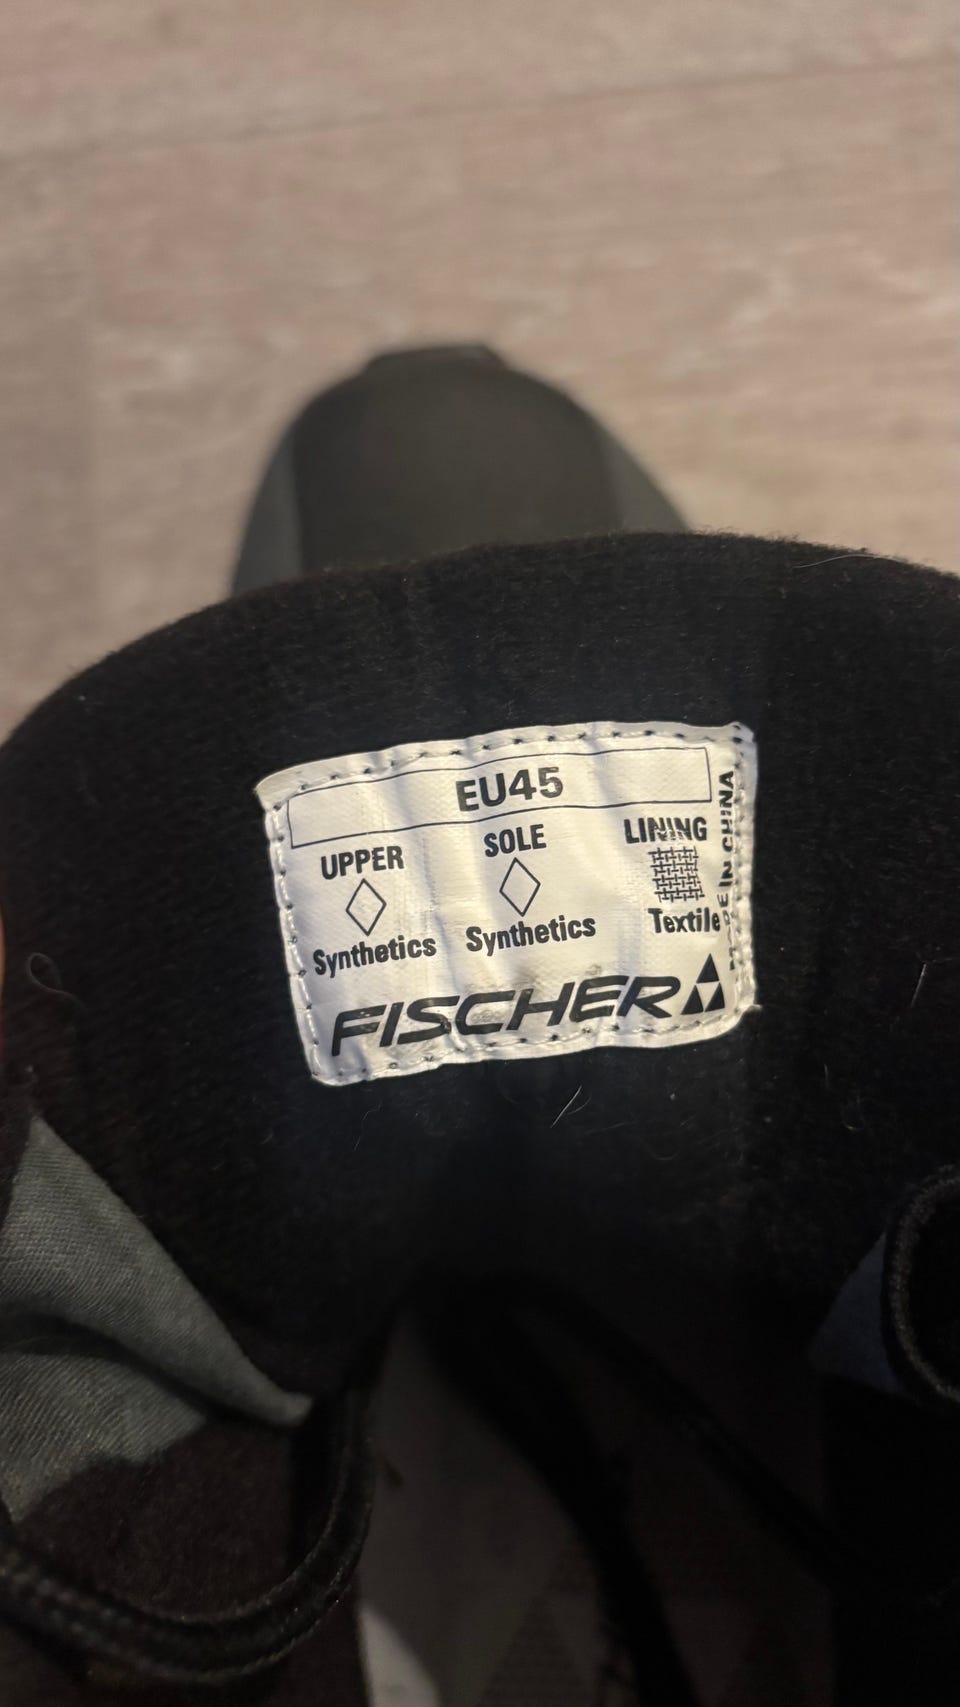 EU45
UPPER SOLE LINING
Synthetics Synthetics Textile
FISCHER
MADE IN CHINA